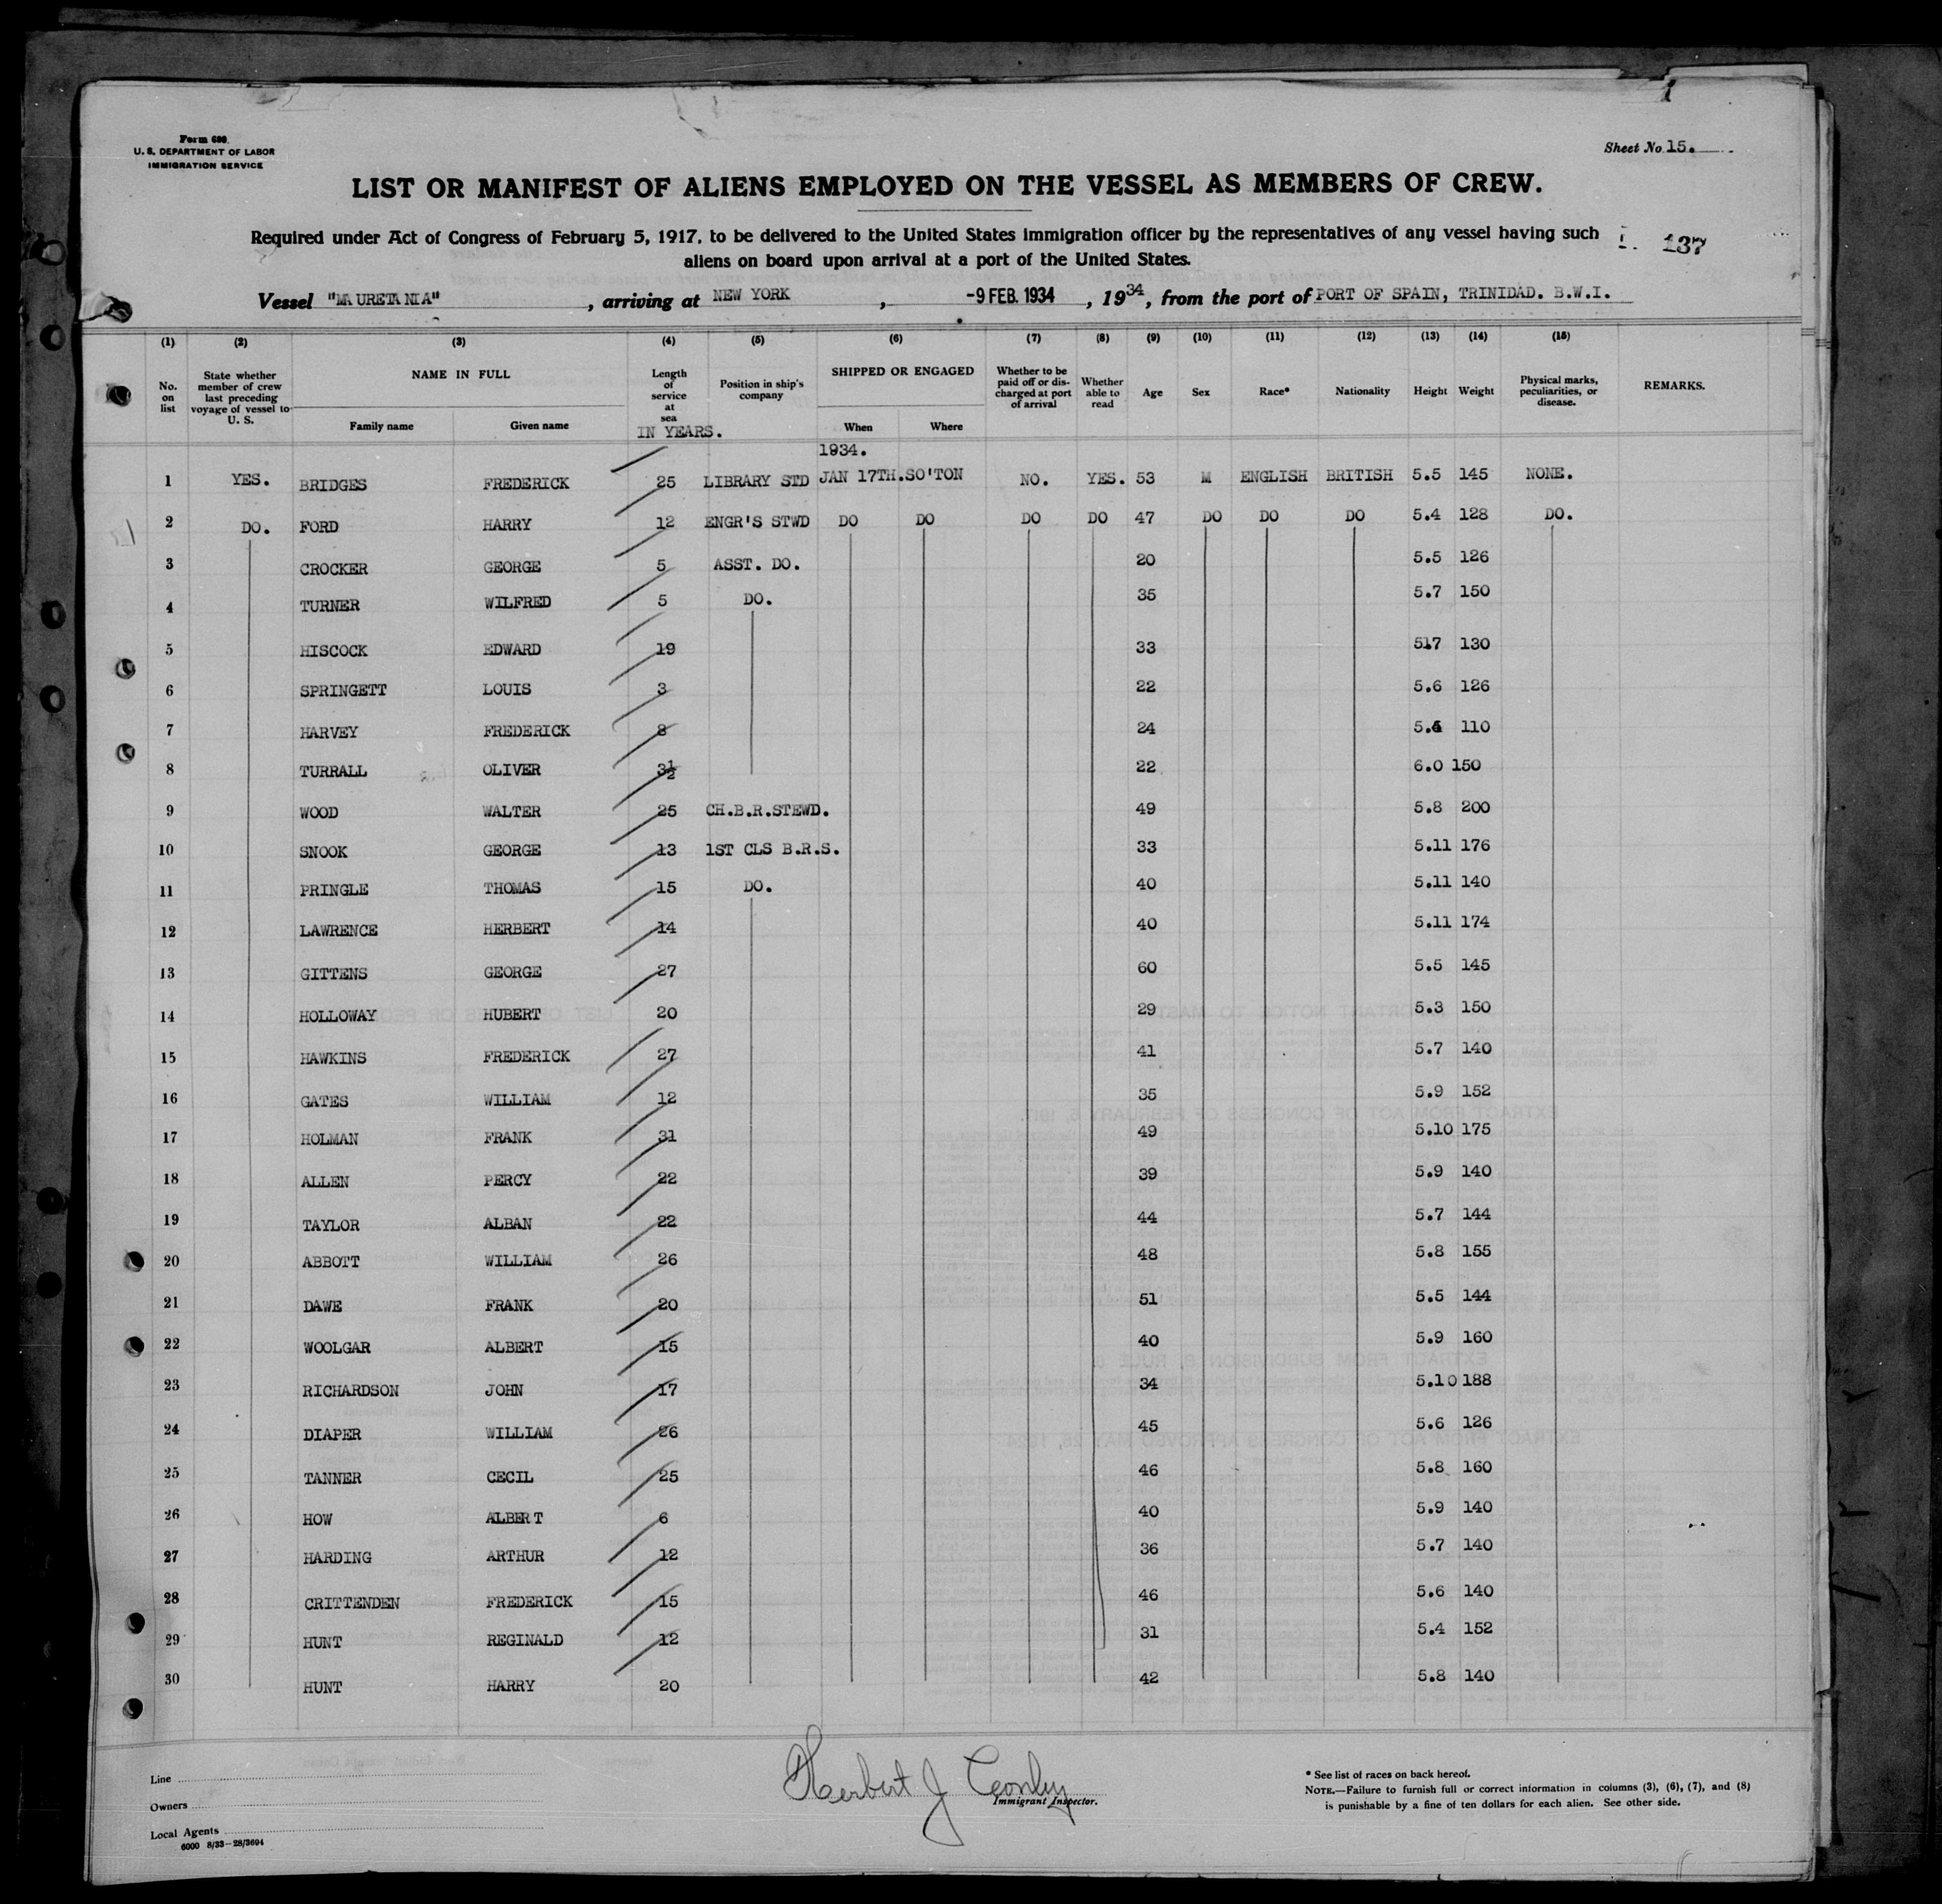 Form 680
U. S. DEPARTMENT OF LABOR
IMMIGRATION SERVICE
Sheet No. 15.
LIST OR MANIFEST OF ALIENS EMPLOYED ON THE VESSEL AS MEMBERS OF CREW.
Required under Act of Congress of February 5, 1917, to be delivered to the United States immigration officer by the representatives of any vessel having such
aliens on board upon arrival at a port of the United States.
137
Vessel "MAURETANIA", arriving at NEW YORK, -9 FEB. 1934, 1934, from the port of PORT OF SPAIN, TRINIDAD. B.W.I.
(1) (2) (3) (4) (5) (6) (7) (8) (9) (10) (11) (12) (13) (14) (15)
No. on list State whether member of crew last preceding voyage of vessel to U. S. NAME IN FULL Family name Given name Length of service at sea IN YEARS. Position in ship's company SHIPPED OR ENGAGED When Where Whether to be paid off or discharged at port of arrival Whether able to read Age Sex Race* Nationality Height Weight Physical marks, peculiarities, or disease. REMARKS.
1934.
1 YES. BRIDGES FREDERICK 25 LIBRARY STD JAN 17TH. SO'TON NO. YES. 53 M ENGLISH BRITISH 5.5 145 NONE.
2 DO. FORD HARRY 12 ENGR'S STWD DO DO DO DO 47 DO DO DO 5.4 128 DO.
3 CROCKER GEORGE 5 ASST. DO. 20 5.5 126
4 TURNER WILFRED 5 DO. 35 5.7 150
5 HISCOCK EDWARD 19 33 517 130
6 SPRINGETT LOUIS 3 22 5.6 126
7 HARVEY FREDERICK 8 24 110
8 TURRALL OLIVER 3½ 22 6.0 150
9 WOOD WALTER 25 CH.B.R.STEWD. 49 5.8 200
10 SNOOK GEORGE 13 1ST CLS B.R.S. 33 5.11 176
11 PRINGLE THOMAS 15 DO. 40 5.11 140
12 LAWRENCE HERBERT 14 40 5.11 174
13 GITTENS GEORGE 27 60 5.5 145
14 HOLLOWAY HUBERT 20 29 5.3 150
15 HAWKINS FREDERICK 27 41 5.7 140
16 GATES WILLIAM 12 35 5.9 152
17 HOLMAN FRANK 31 49 5.10 175
18 ALLEN PERCY 22 39 5.9 140
19 TAYLOR ALBAN 22 44 5.7 144
20 ABBOTT WILLIAM 26 48 5.8 155
21 DAWE FRANK 20 51 5.5 144
22 WOOLGAR ALBERT 15 40 5.9 160
23 RICHARDSON JOHN 17 34 5.10 188
24 DIAPER WILLIAM 26 45 5.6 126
25 TANNER CECIL 25 46 5.8 160
26 HOW ALBERT 6 40 5.9 140
27 HARDING ARTHUR 12 36 5.7 140
28 CRITTENDEN FREDERICK 15 46 5.6 140
29 HUNT REGINALD 12 31 5.4 152
30 HUNT HARRY 20 42 5.8 140
Line
Owners
Local Agents
6000 8/33—28/3694
Herbert J
Immigrant Inspector.
* See list of races on back hereof.
NOTE.—Failure to furnish full or correct information in columns (3), (6), (7), and (8)
is punishable by a fine of ten dollars for each alien. See other side.